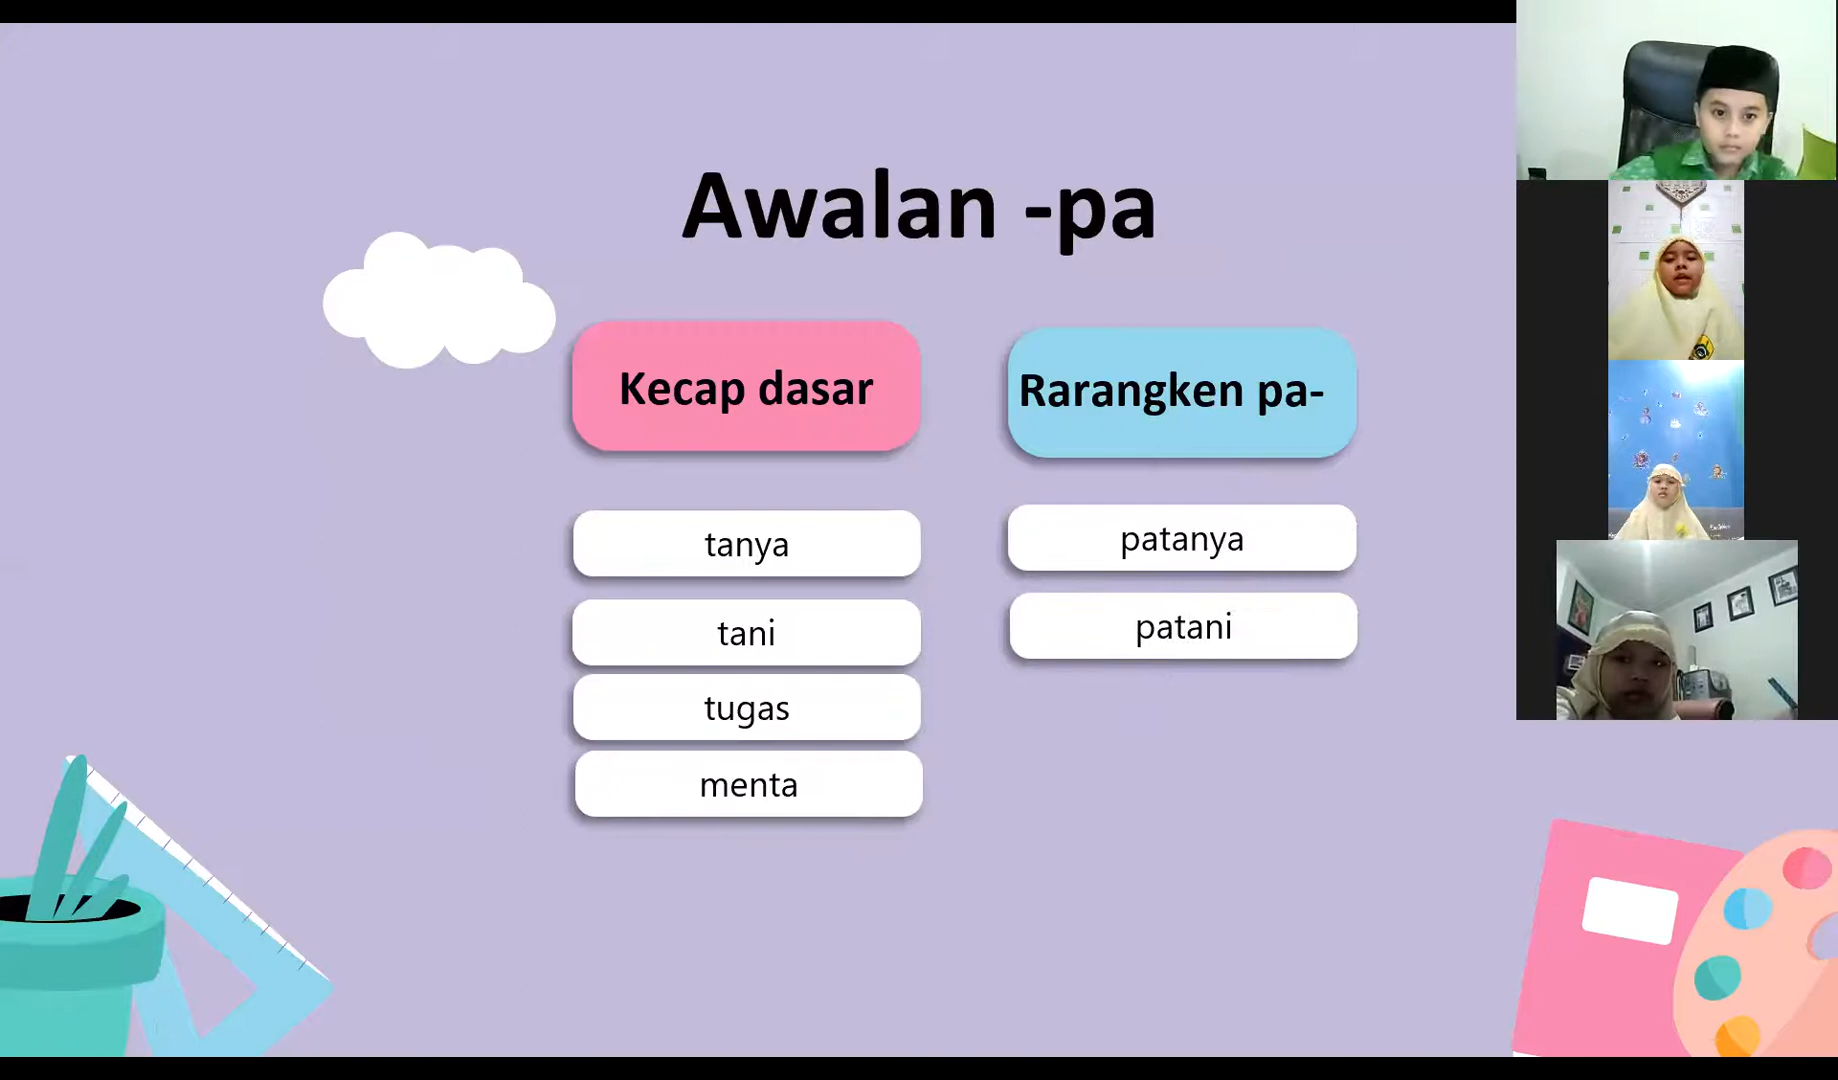 Awalan -pa
Kecap dasar
Rarangken pa-
tanya
patanya
tani
patani
tugas
menta